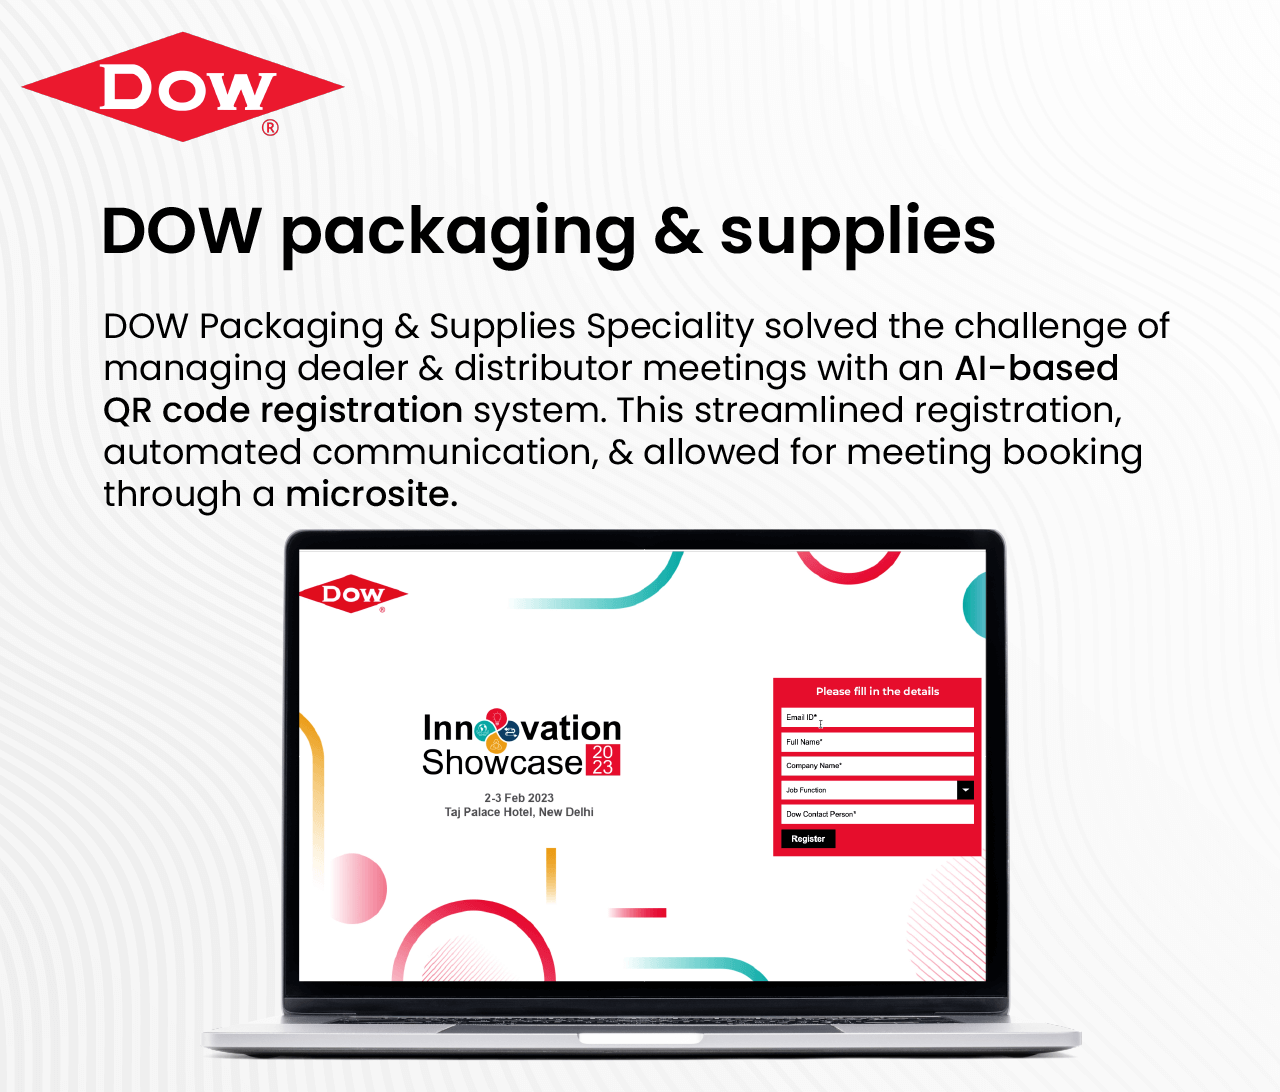 DOW
®
DOW packaging & supplies
DOW Packaging & Supplies Speciality solved the challenge of
managing dealer & distributor meetings with an AI-based
QR code registration system. This streamlined registration,
automated communication, & allowed for meeting booking
through a microsite.
DOW
®
Innovation
Showcase 20
23
2-3 Feb 2023
Taj Palace Hotel, New Delhi
Please fill in the details
Email ID*
Full Name*
Company Name*
Job Function
Dow Contact Person*
Register